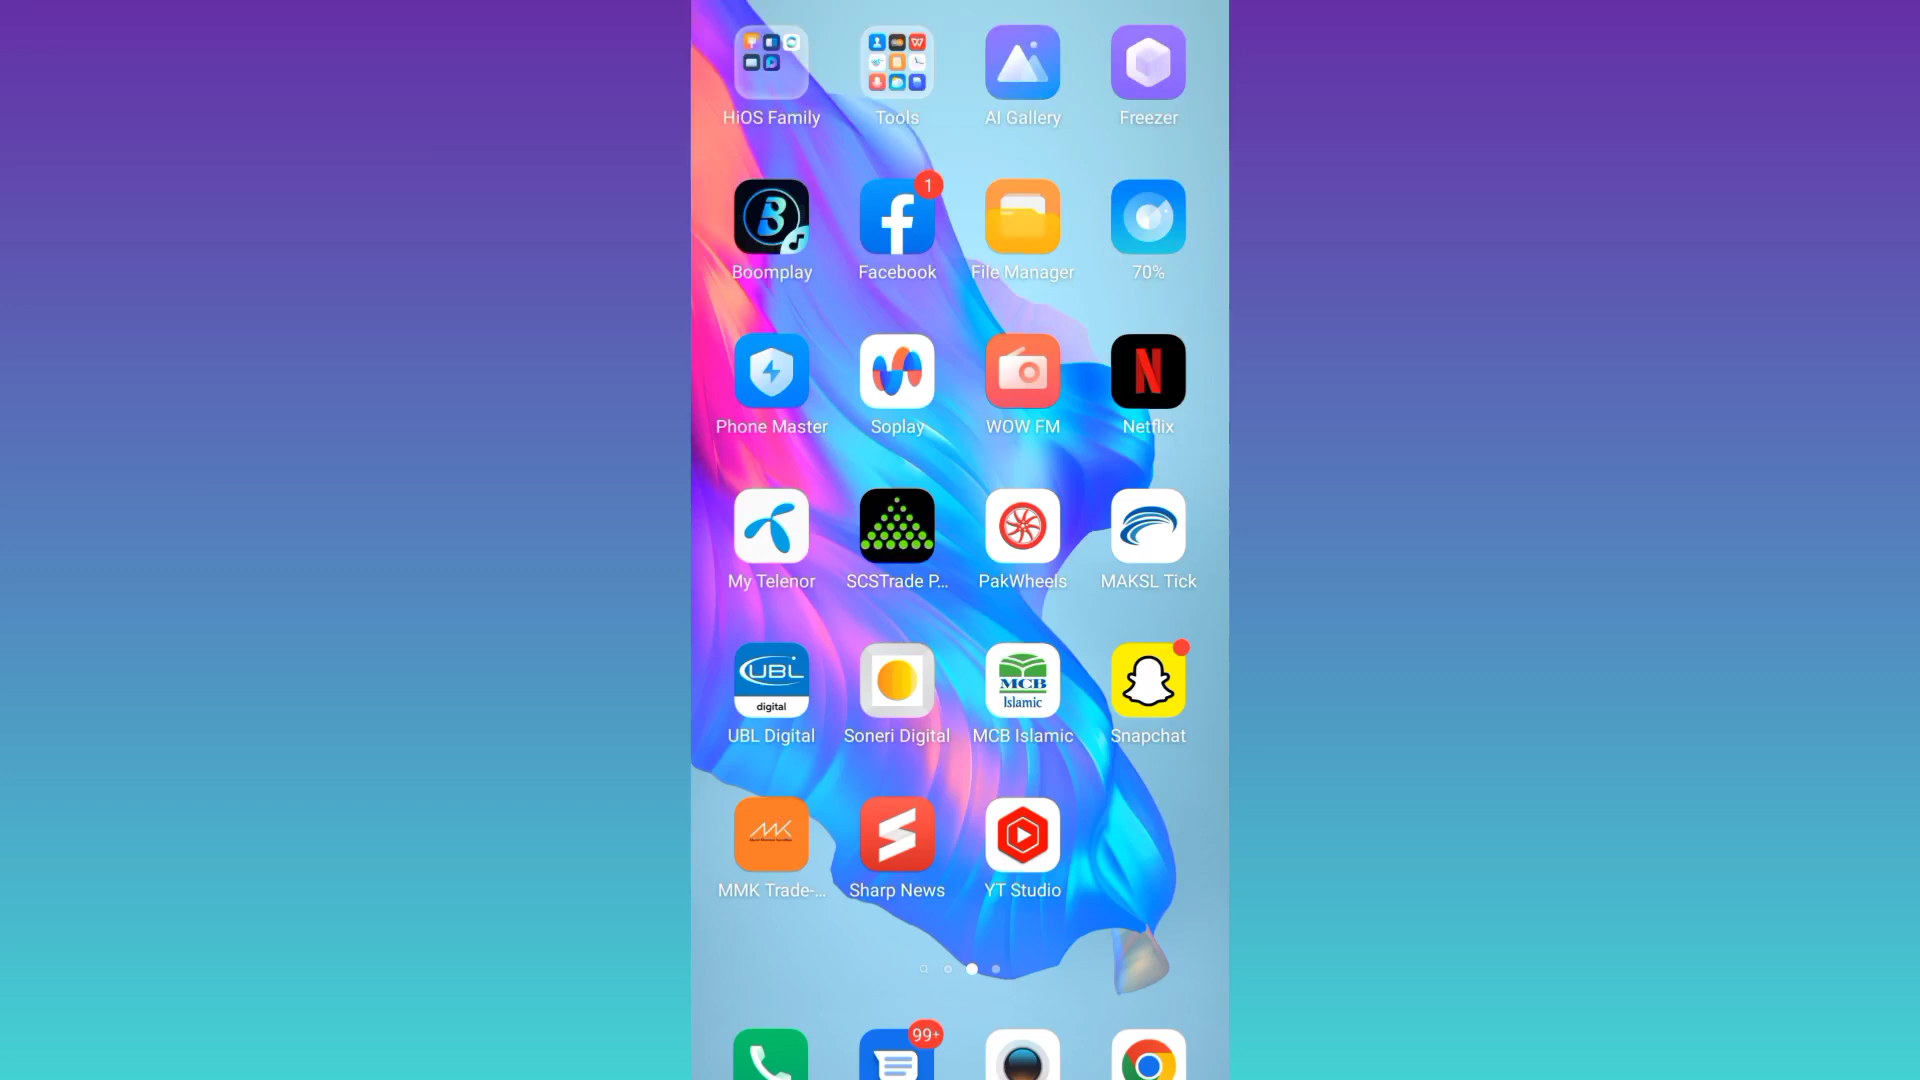 HiOS Family Tools AI Gallery Freezer
1
Boomplay Facebook File Manager 70%
Phone Master Soplay WOW FM Netflix
My Telenor SCSTrade P... PakWheels MAKSL Tick
UBL
digital
MCB
Islamic
UBL Digital Soneri Digital MCB Islamic Snapchat
MMK Trade-... Sharp News YT Studio
99+